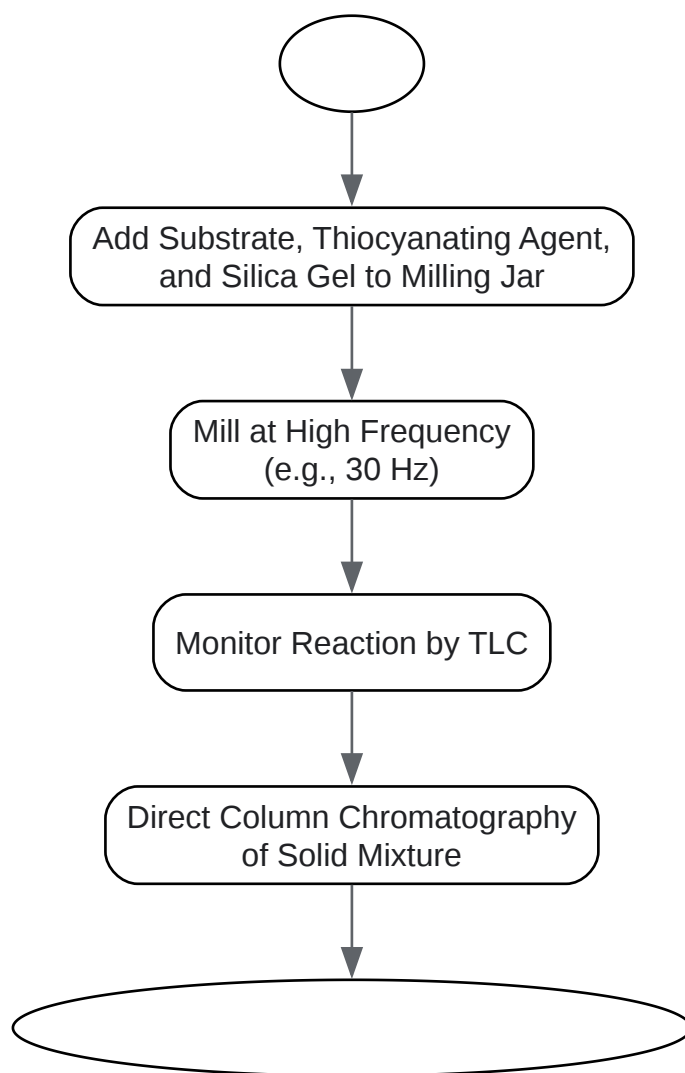 Add Substrate, Thiocyanating Agent,
and Silica Gel to Milling Jar
Mill at High Frequency
(e.g., 30 Hz)
Monitor Reaction by TLC
Direct Column Chromatography
of Solid Mixture